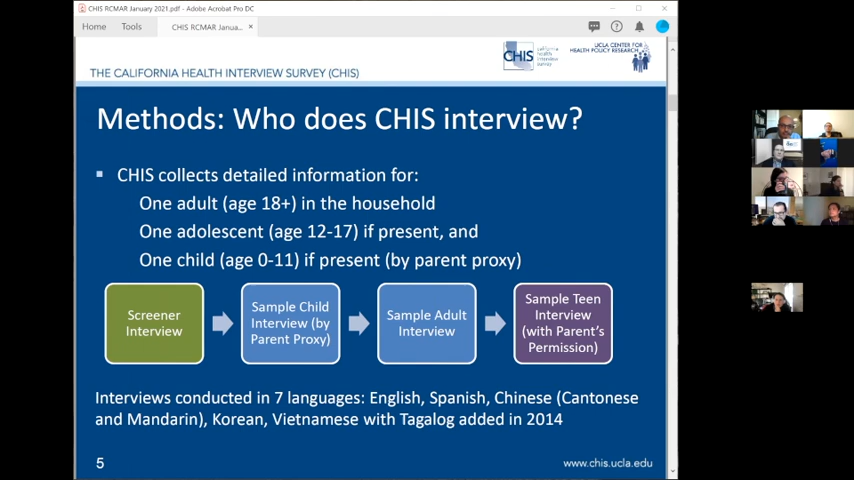 CHIS RCMAR January 2021.pdf - Adobe Acrobat Pro DC
Home Tools CHIS RCMAR Janua... ×
CHIS california health interview survey
UCLA CENTER FOR
HEALTH POLICY RESEARCH
THE CALIFORNIA HEALTH INTERVIEW SURVEY (CHIS)
Methods: Who does CHIS interview?
▪ CHIS collects detailed information for:
One adult (age 18+) in the household
One adolescent (age 12-17) if present, and
One child (age 0-11) if present (by parent proxy)
Screener
Interview
Sample Child
Interview (by
Parent Proxy)
Sample Adult
Interview
Sample Teen
Interview
(with Parent's
Permission)
Interviews conducted in 7 languages: English, Spanish, Chinese (Cantonese
and Mandarin), Korean, Vietnamese with Tagalog added in 2014
5
www.chis.ucla.edu